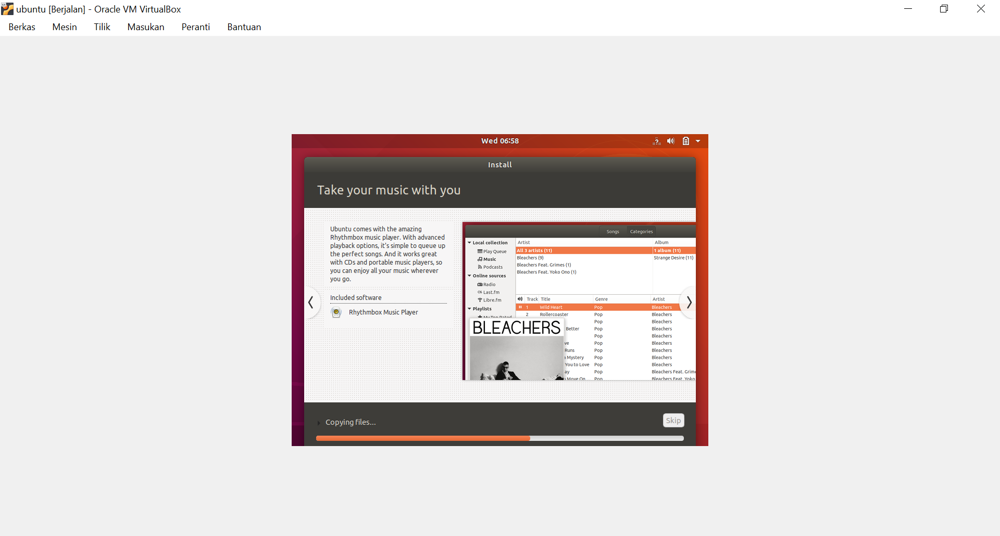 ubuntu [Berjalan] - Oracle VM VirtualBox
Berkas Mesin Tilik Masukan Peranti Bantuan
Wed 06:58
Install
Take your music with you
Ubuntu comes with the amazing
Rhythmbox music player. With advanced
playback options, it's simple to queue up
the perfect songs. And it works great
with CDs and portable music players, so
you can enjoy all your music wherever
you go.
Included software
Rhythmbox Music Player
Songs Categories
Local collection
Play Queue
Music
Podcasts
Online sources
Radio
Last.fm
Libre.fm
Playlists
My Top Rated
Artist Album
All 3 artists (11) 1 album (11)
Bleachers (9) Strange Desire (11)
Bleachers Feat. Grimes (1)
Bleachers Feat. Yoko Ono (1)
Track Title Genre Artist
1 Wild Heart Pop Bleachers
2 Rollercoaster Pop Bleachers
Pop Bleachers
Better Pop Bleachers
Pop Bleachers
ve Pop Bleachers
Runs Pop Bleachers
Mystery Pop Bleachers
You to Love Pop Bleachers
ay Pop Bleachers Feat. Grim
Move On Pop Bleachers Feat. Yoko
BLEACHERS
Copying files...
Skip